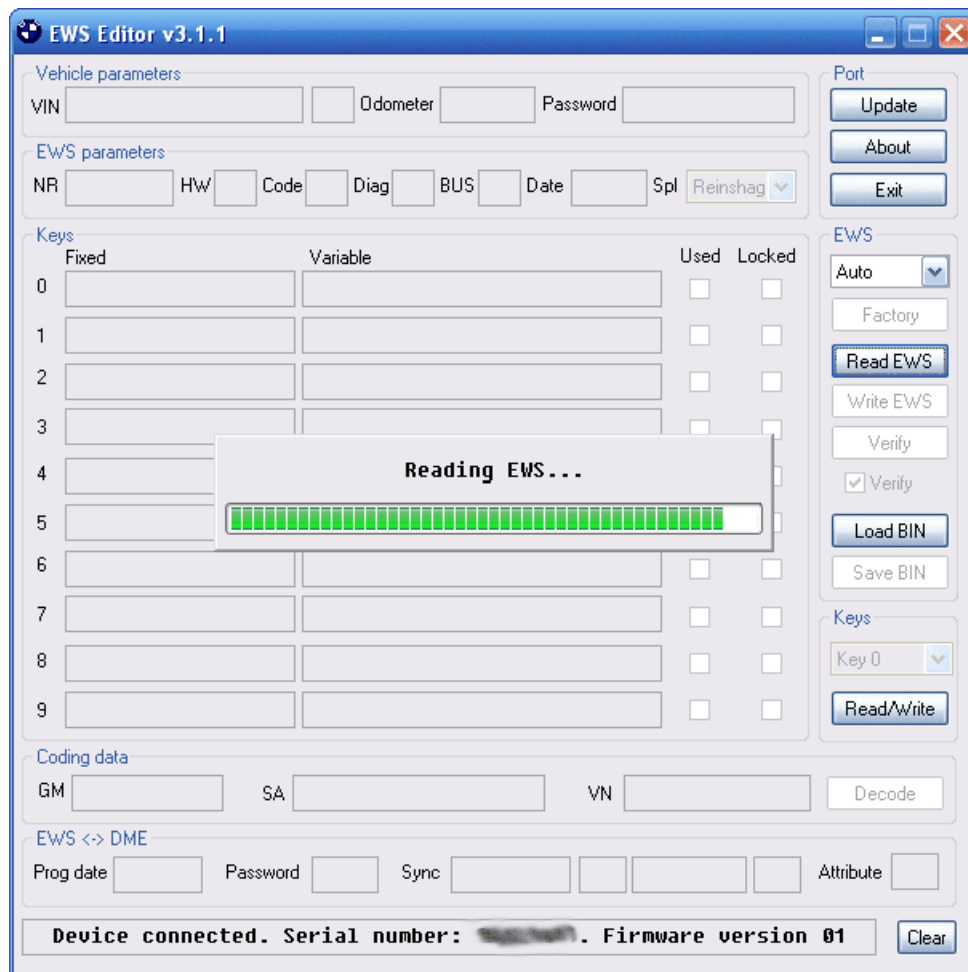 EWS Editor v3.1.1
Vehicle parameters
VIN Odometer Password
EWS parameters
NR HW Code Diag BUS Date Spl Reinshag
Keys
Fixed Variable Used Locked
0
1
2
3
4
5
6
7
8
9
Reading EWS...
Coding data
GM SA VN Decode
EWS <-> DME
Prog date Password Sync Attribute
Device connected. Serial number: . Firmware version 01 Clear
Port
Update
About
Exit
EWS
Auto
Factory
Read EWS
Write EWS
Verify
Verify
Load BIN
Save BIN
Keys
Key 0
Read/Write